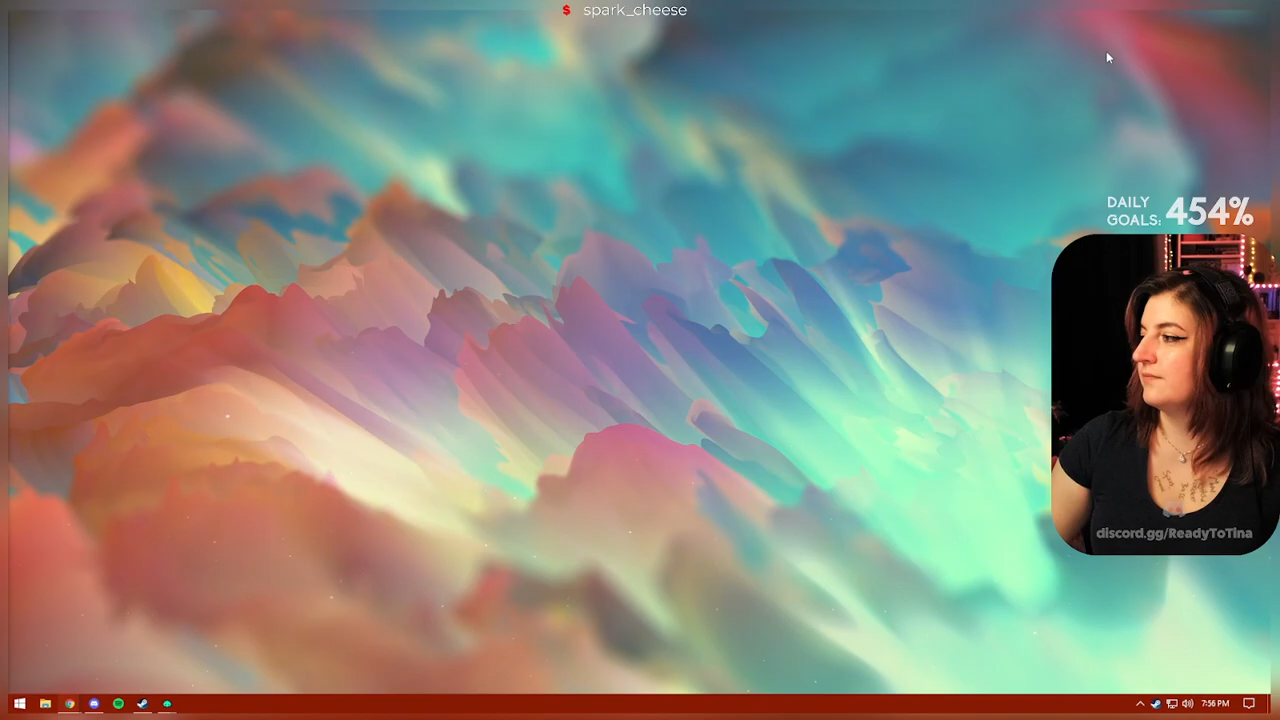 $ spark_cheese
DAILY
GOALS: 454%
discord.gg/ReadyToTina
7:56 PM